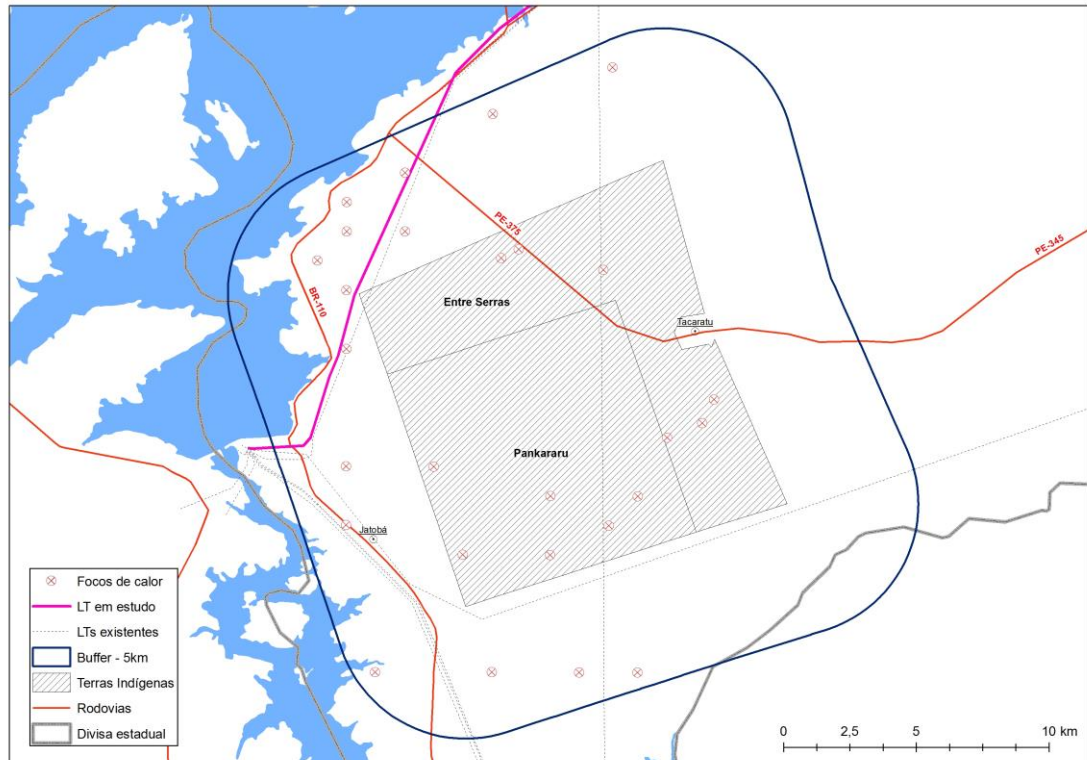 PE-375
PE-345
BR-110
Entre Serras
Tacaratu
Pankararu
Jatobá
Focos de calor
LT em estudo
LTs existentes
Buffer - 5km
Terras Indígenas
Rodovias
Divisa estadual
0 2,5 5 10 km